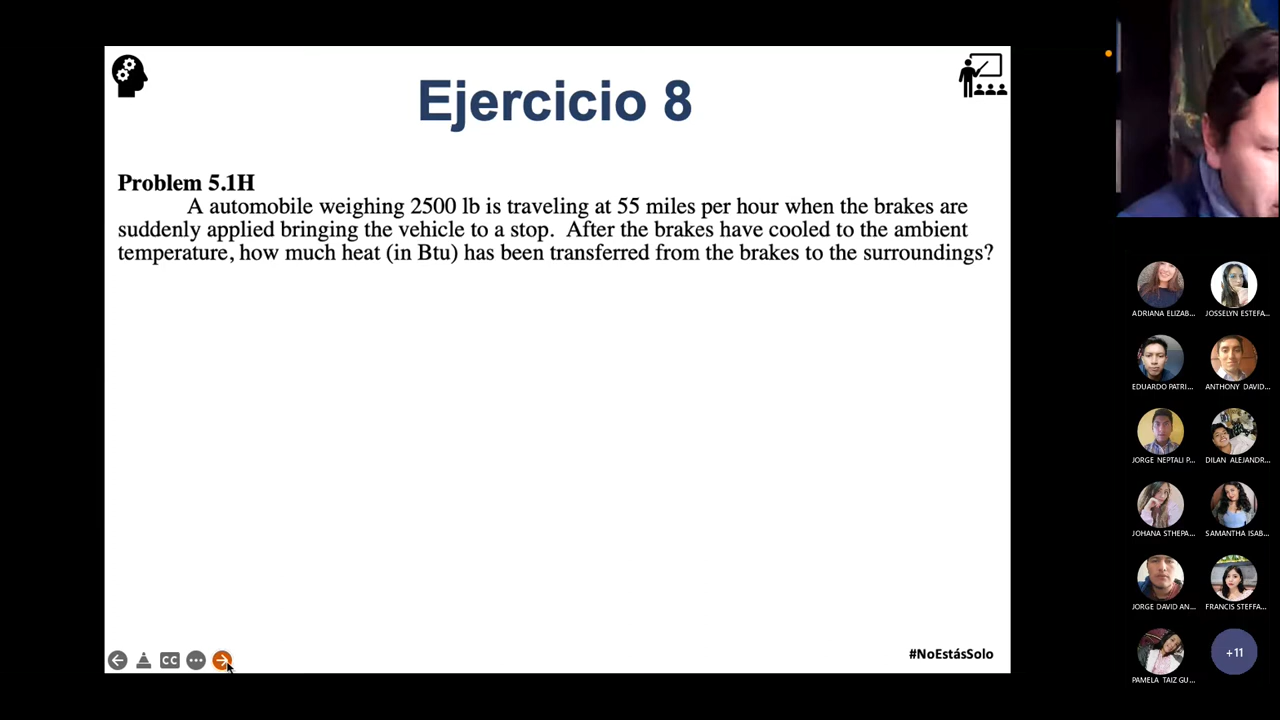 Ejercicio 8
Problem 5.1H
A automobile weighing 2500 lb is traveling at 55 miles per hour when the brakes are
suddenly applied bringing the vehicle to a stop. After the brakes have cooled to the ambient
temperature, how much heat (in Btu) has been transferred from the brakes to the surroundings?
CC
#NoEstásSolo
ADRIANA ELIZAB...
JOSSELYN ESTEFA...
EDUARDO PATRI...
ANTHONY DAVID...
JORGE NEPTALI P...
DILAN ALEJANDR...
JOHANA STHEPA...
SAMANTHA ISAB...
JORGE DAVID AN...
FRANCIS STEFFA...
PAMELA TAIZ GU...
+11